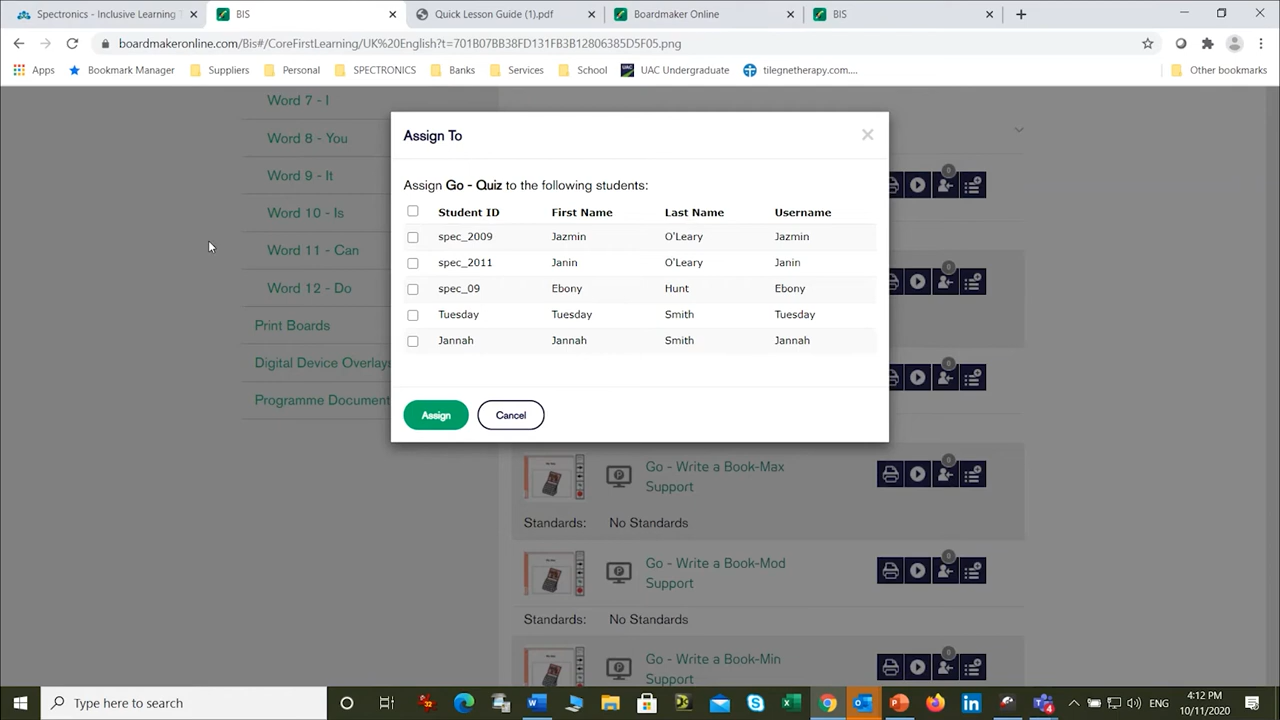 Spectronics - Inclusive Learning T
BIS
Quick Lesson Guide (1).pdf
Boardmaker Online
BIS
boardmakeronline.com/Bis#/CoreFirstLearning/UK%20English?t=701B07BB38FD131FB3B12806385D5F05.png
Apps
Bookmark Manager
Suppliers
Personal
SPECTRONICS
Banks
Services
School
UAC Undergraduate
tilegnetherapy.com....
Other bookmarks
Word 7 - I
Word 8 - You
Word 9 - It
Word 10 - Is
Word 11 - Can
Word 12 - Do
Print Boards
Digital Device Overlays
Programme Document
Assign To
Assign Go - Quiz to the following students:
Student ID First Name Last Name Username
spec_2009 Jazmin O'Leary Jazmin
spec_2011 Janin O'Leary Janin
spec_09 Ebony Hunt Ebony
Tuesday Tuesday Smith Tuesday
Jannah Jannah Smith Jannah
Assign
Cancel
0
0
0
0
Go - Write a Book-Max
Support
Standards: No Standards
0
Go - Write a Book-Mod
Support
Standards: No Standards
0
Go - Write a Book-Min
Support
Type here to search
ENG
4:12 PM
10/11/2020